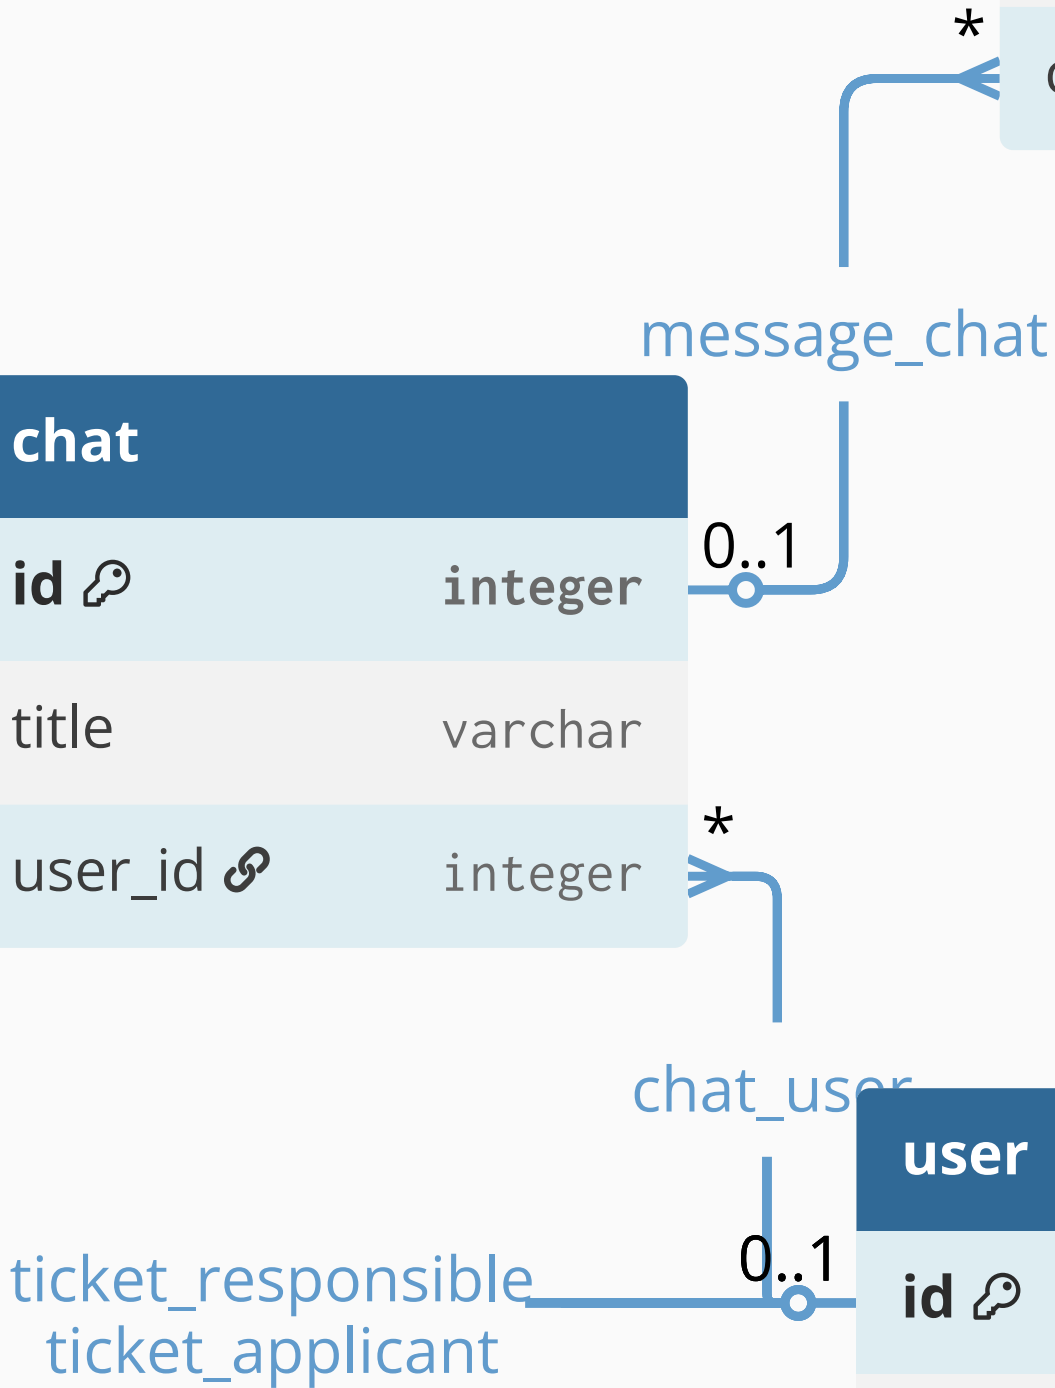 *
message_chat
chat
0..1
id integer
title varchar
*
user_id integer
chat_user
user
0..1
id
ticket_responsible
ticket_applicant